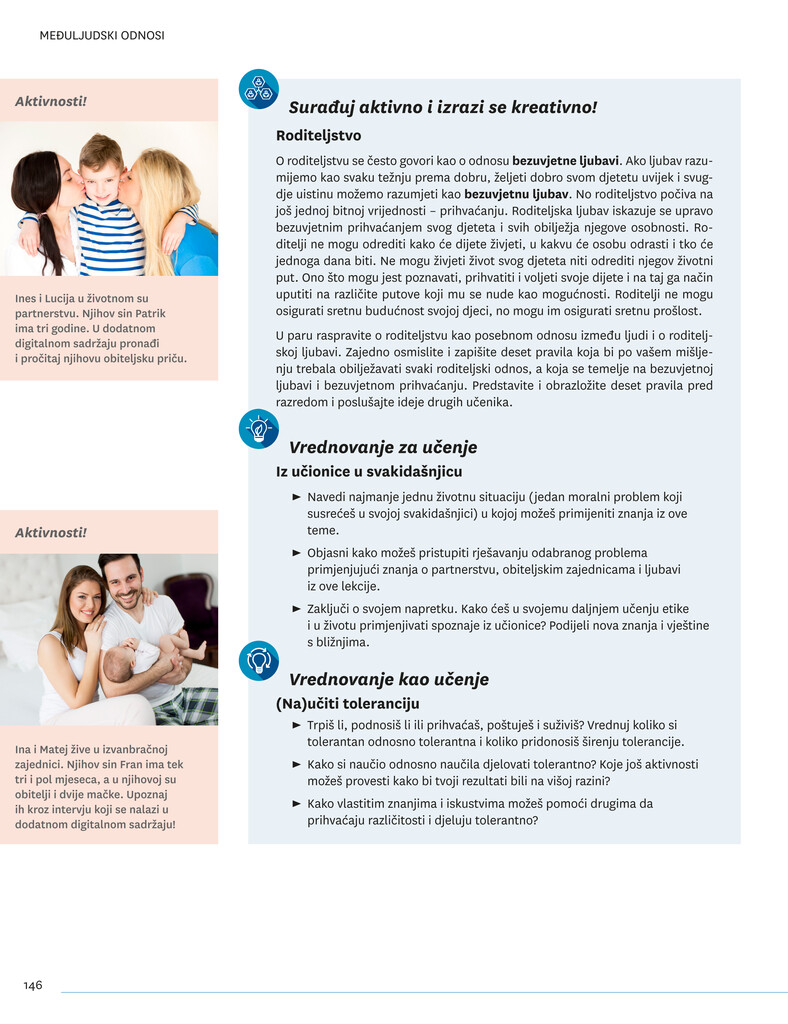 MEĐULJUDSKI ODNOSI
Aktivnosti!
Ines i Lucija u životnom su
partnerstvu. Njihov sin Patrik
ima tri godine. U dodatnom
digitalnom sadržaju pronađi
i pročitaj njihovu obiteljsku priču.
Aktivnosti!
Ina i Matej žive u izvanbračnoj
zajednici. Njihov sin Fran ima tek
tri i pol mjeseca, a u njihovoj su
obitelji i dvije mačke. Upoznaj
ih kroz intervju koji se nalazi u
dodatnom digitalnom sadržaju!
Surađuj aktivno i izrazi se kreativno!
Roditeljstvo
O roditeljstvu se često govori kao o odnosu bezuvjetne ljubavi. Ako ljubav razu-
mijemo kao svaku težnju prema dobru, željeti dobro svom djetetu uvijek i svug-
dje uistinu možemo razumjeti kao bezuvjetnu ljubav. No roditeljstvo počiva na
još jednoj bitnoj vrijednosti – prihvaćanju. Roditeljska ljubav iskazuje se upravo
bezuvjetnim prihvaćanjem svog djeteta i svih obilježja njegove osobnosti. Ro-
ditelji ne mogu odrediti kako će dijete živjeti, u kakvu će osobu odrasti i tko će
jednoga dana biti. Ne mogu živjeti život svog djeteta niti odrediti njegov životni
put. Ono što mogu jest poznavati, prihvatiti i voljeti svoje dijete i na taj ga način
uputiti na različite putove koji mu se nude kao mogućnosti. Roditelji ne mogu
osigurati sretnu budućnost svojoj djeci, no mogu im osigurati sretnu prošlost.
U paru raspravite o roditeljstvu kao posebnom odnosu između ljudi i o roditelj-
skoj ljubavi. Zajedno osmislite i zapišite deset pravila koja bi po vašem mišlje-
nju trebala obilježavati svaki roditeljski odnos, a koja se temelje na bezuvjetnoj
ljubavi i bezuvjetnom prihvaćanju. Predstavite i obrazložite deset pravila pred
razredom i poslušajte ideje drugih učenika.
Vrednovanje za učenje
Iz učionice u svakidašnjicu
► Navedi najmanje jednu životnu situaciju (jedan moralni problem koji
susrećeš u svojoj svakidašnjici) u kojoj možeš primijeniti znanja iz ove
teme.
► Objasni kako možeš pristupiti rješavanju odabranog problema
primjenjujući znanja o partnerstvu, obiteljskim zajednicama i ljubavi
iz ove lekcije.
► Zaključi o svojem napretku. Kako ćeš u svojemu daljnjem učenju etike
i u životu primjenjivati spoznaje iz učionice? Podijeli nova znanja i vještine
s bližnjima.
Vrednovanje kao učenje
(Na)učiti toleranciju
► Trpiš li, podnosiš li ili prihvaćaš, poštuješ i suživiš? Vrednuj koliko si
tolerantan odnosno tolerantna i koliko pridonosiš širenju tolerancije.
► Kako si naučio odnosno naučila djelovati tolerantno? Koje još aktivnosti
možeš provesti kako bi tvoji rezultati bili na višoj razini?
► Kako vlastitim znanjima i iskustvima možeš pomoći drugima da
prihvaćaju različitosti i djeluju tolerantno?
146